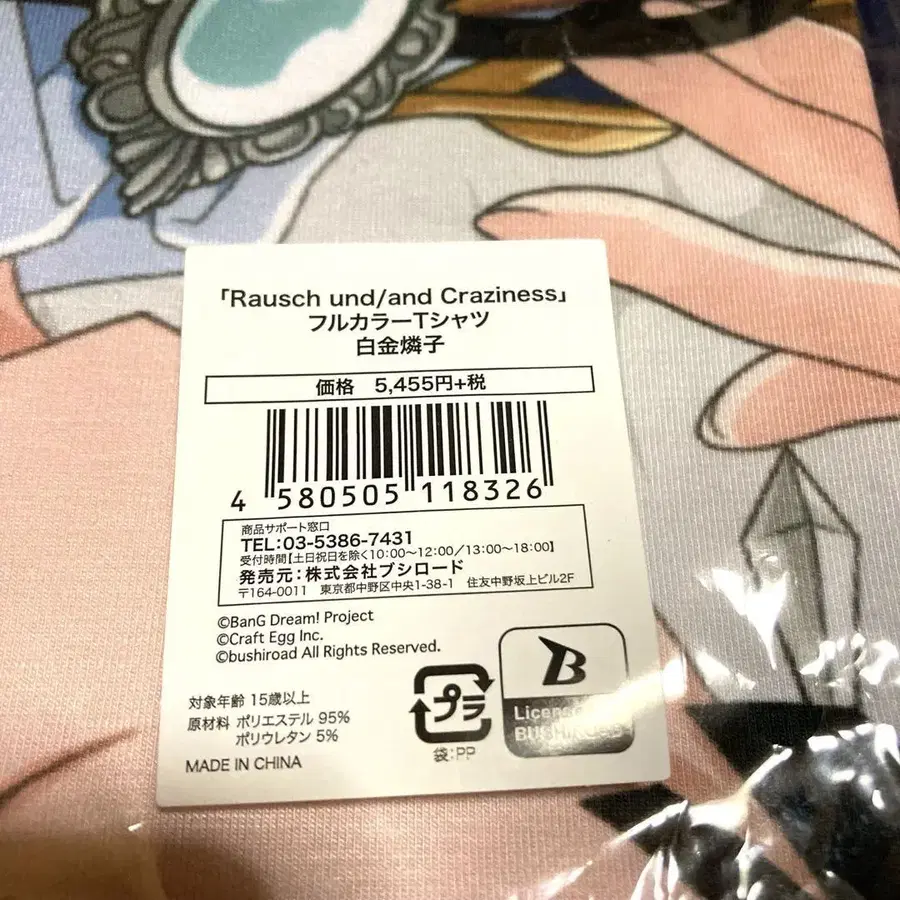 「Rausch und/and Craziness」
フルカラーTシャツ
白金燐子
価格 5,455円+税
4 580505 118326
商品サポート窓口
TEL:03-5386-7431
受付時間【土日祝日を除く10:00〜12:00/13:00〜18:00】
発売元:株式会社ブシロード
〒164-0011 東京都中野区中央1-38-1 住友中野坂上ビル2F
©BanG Dream! Project
©Craft Egg Inc.
©bushiroad All Rights Reserved.
対象年齢 15歳以上
原材料 ポリエステル 95%
ポリウレタン 5%
MADE IN CHINA
プラ
袋:PP
B